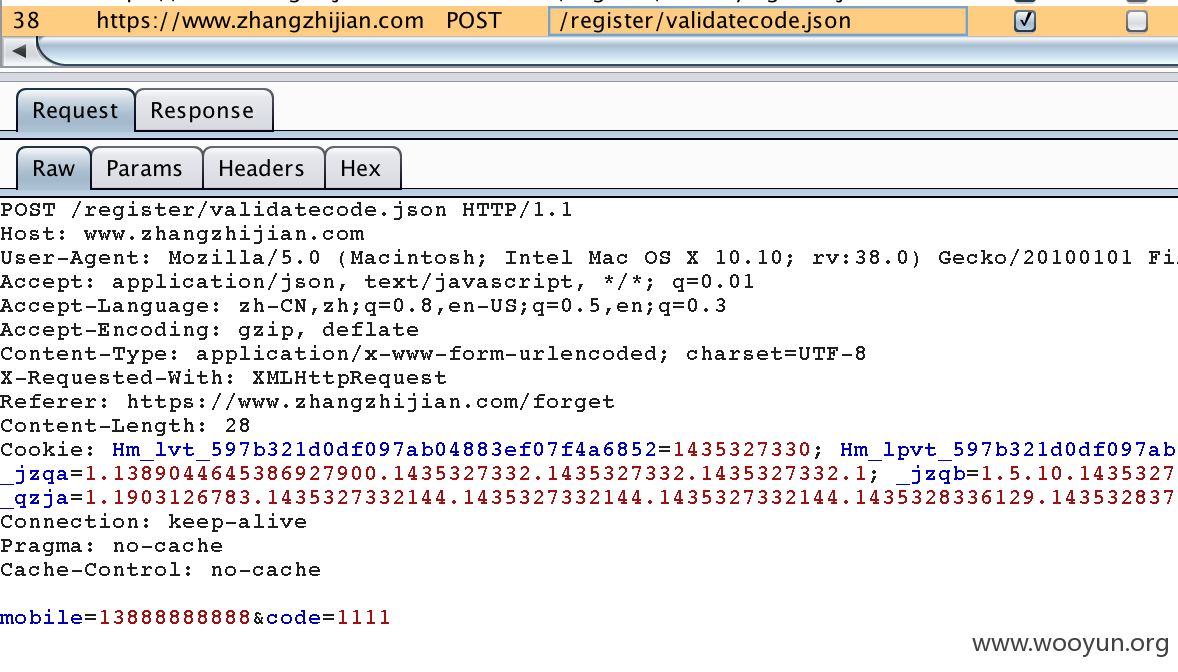 38 https://www.zhangzhijian.com POST /register/validatecode.json
Request Response
Raw Params Headers Hex
POST /register/validatecode.json HTTP/1.1
Host: www.zhangzhijian.com
User-Agent: Mozilla/5.0 (Macintosh; Intel Mac OS X 10.10; rv:38.0) Gecko/20100101 Fi
Accept: application/json, text/javascript, */*; q=0.01
Accept-Language: zh-CN,zh;q=0.8,en-US;q=0.5,en;q=0.3
Accept-Encoding: gzip, deflate
Content-Type: application/x-www-form-urlencoded; charset=UTF-8
X-Requested-With: XMLHttpRequest
Referer: https://www.zhangzhijian.com/forget
Content-Length: 28
Cookie: Hm_lvt_597b321d0df097ab04883ef07f4a6852=1435327330; Hm_lpvt_597b321d0df097ab
_jzqa=1.1389044645386927900.1435327332.1435327332.1435327332.1; _jzqb=1.5.10.1435327
_qzja=1.1903126783.1435327332144.1435327332144.1435327332144.1435328336129.143532837
Connection: keep-alive
Pragma: no-cache
Cache-Control: no-cache
mobile=13888888888&code=1111
www.wooyun.org